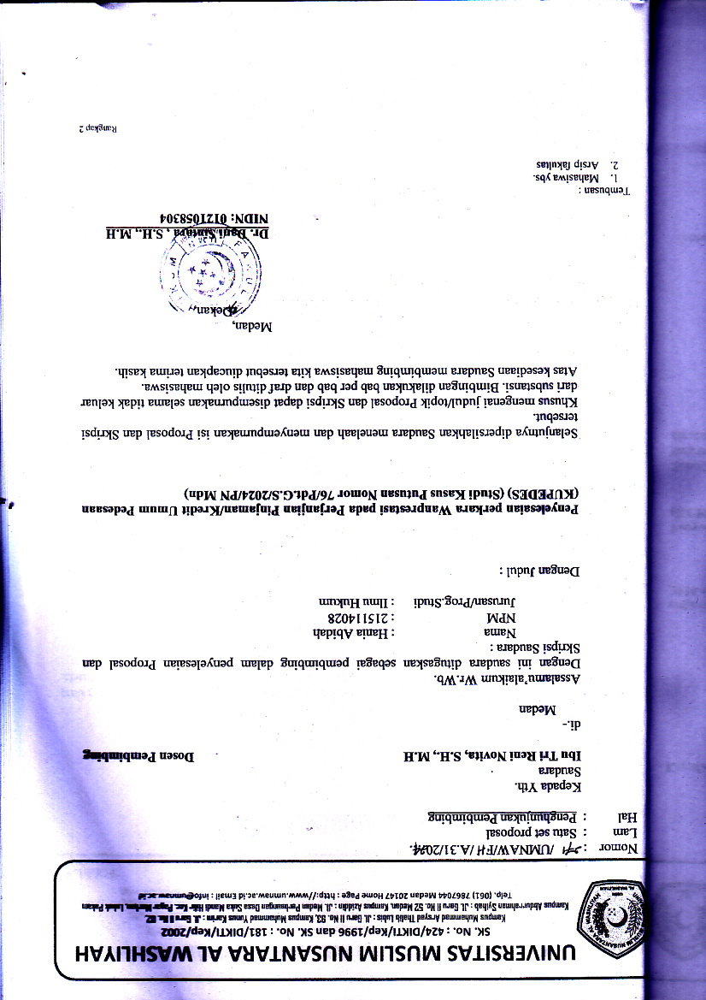 UNIVERSITAS MUSLIM NUSANTARA AL WASHLIYAH
SK. No. : 424/DIKTI/Kep/1996 dan SK. No. : 181/DIKTI/Kep/2002
Kampus Muhammad Arsyad Thalib Lubis : Jl. Garu II No. 93, Kampus Muhammad Yunus Karim : Jl. Garu II No. 02,
Kampus Abdurrahman Syihab : Jl. Garu II No. 52 Medan, Kampus Azizidin : Jl. Medan Perbaungan Desa Suka Mandi Hilir Kec. Pagar Merbau, Lubuk Pakam
Telp. (061) 7867044 Medan 20147 Home Page : http://www.umnaw.ac.id Email : info@umnaw.ac.id
Nomor : /UMNAW/FH/A.31/2024.
Lam : Satu set proposal
Hal : Penghunjukan Pembimbing
Kepada Yth.
Saudara
Ibu Tri Reni Novita, S.H., M.H Dosen Pembimbing
di.-
Medan
Assalamu'alaikum Wr.Wb.
Dengan ini saudara ditugaskan sebagai pembimbing dalam penyelesaian Proposal dan
Skripsi Saudara :
Nama : Hania Abidah
NPM : 215114028
Jurusan/Prog.Studi : Ilmu Hukum
Dengan Judul :
Penyelesaian perkara Wanprestasi pada Perjanjian Pinjaman/Kredit Umum Pedesaan
(KUPEDES) (Studi Kasus Putusan Nomor 76/Pdt.G.S/2024/PN Mdn)
Selanjutnya dipersilahkan Saudara menelaah dan menyempurnakan isi Proposal dan Skripsi
tersebut.
Khusus mengenai judul/topik Proposal dan Skripsi dapat disempurnakan selama tidak keluar
dari substansi. Bimbingan dilakukan bab per bab dan draf ditulis oleh mahasiswa.
Atas kesediaan Saudara membimbing mahasiswa kita tersebut diucapkan terima kasih.
Medan,
Dekan,
Dr. Dani Sintara, S.H., M.H
NIDN: 0121058304
Tembusan :
1. Mahasiswa ybs.
2. Arsip fakultas
Rangkap 2